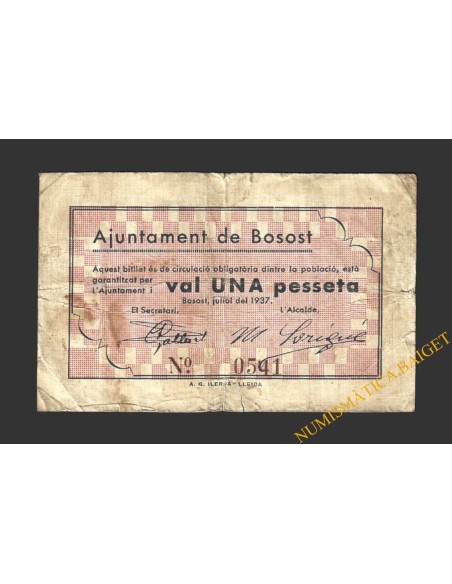 Ajuntament de Bosost
Aquest bitllet és de circulació obligatòria dintre la població, està
garantitzat per
l'Ajuntament i val UNA pesseta
Bosost, juliol del 1937.
El Secretari, L'Alcalde,
Nº 0541
A. G. ILERDA - LLEIDA
NUMISMÀTICA BAIGET